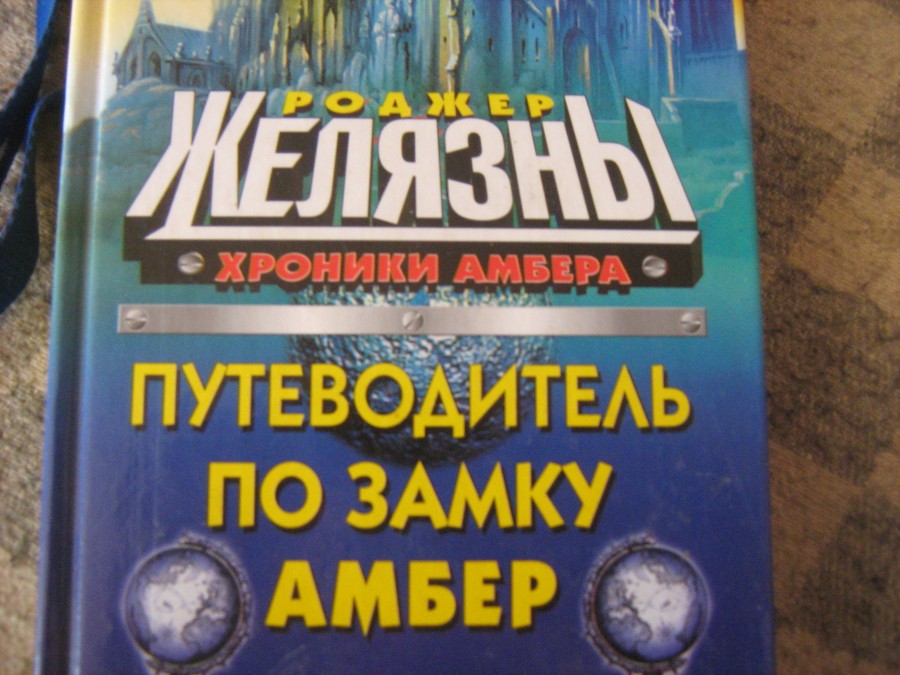 РОДЖЕР
ЖЕЛЯЗНЫ
ХРОНИКИ АМБЕРА
ПУТЕВОДИТЕЛЬ
ПО ЗАМКУ
АМБЕР